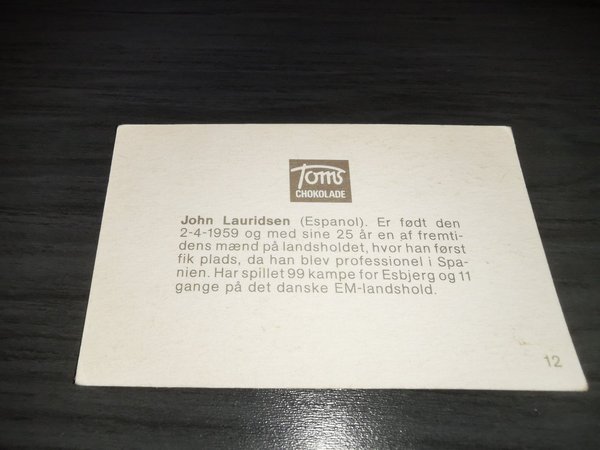 Toms
CHOKOLADE
John Lauridsen (Espanol). Er født den
2-4-1959 og med sine 25 år en af fremti-
dens mænd på landsholdet, hvor han først
fik plads, da han blev professionel i Spa-
nien. Har spillet 99 kampe for Esbjerg og 11
gange på det danske EM-landshold.
12